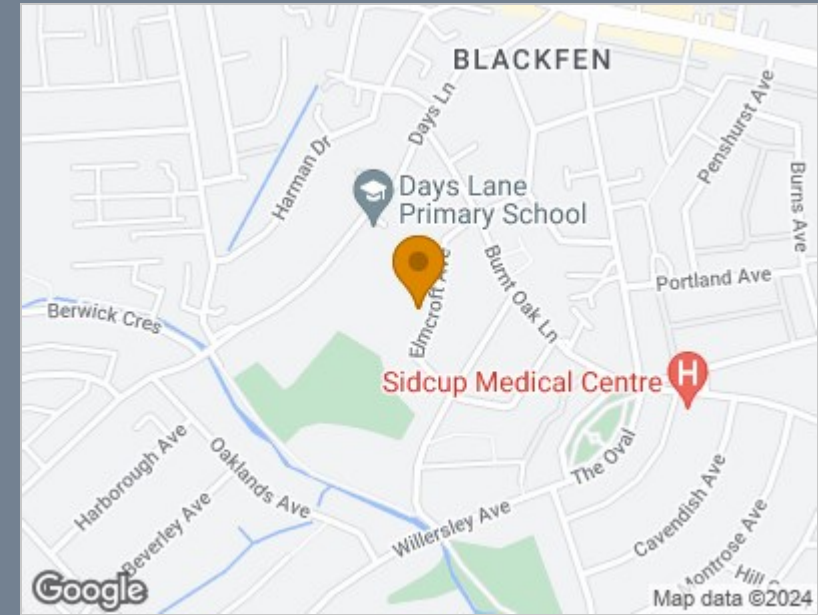 BLACKFEN
Days Ln
Penshurst Ave
Harman Dr
Burns Ave
Days Lane
Primary School
Burnt Oak Ln
Elmcroft Ave
Portland Ave
Berwick Cres
Sidcup Medical Centre
H
The Oval
Harborough Ave
Oaklands Ave
Beverley Ave
Willersley Ave
Cavendish Ave
Montrose Ave
Hill
Google
Map data ©2024